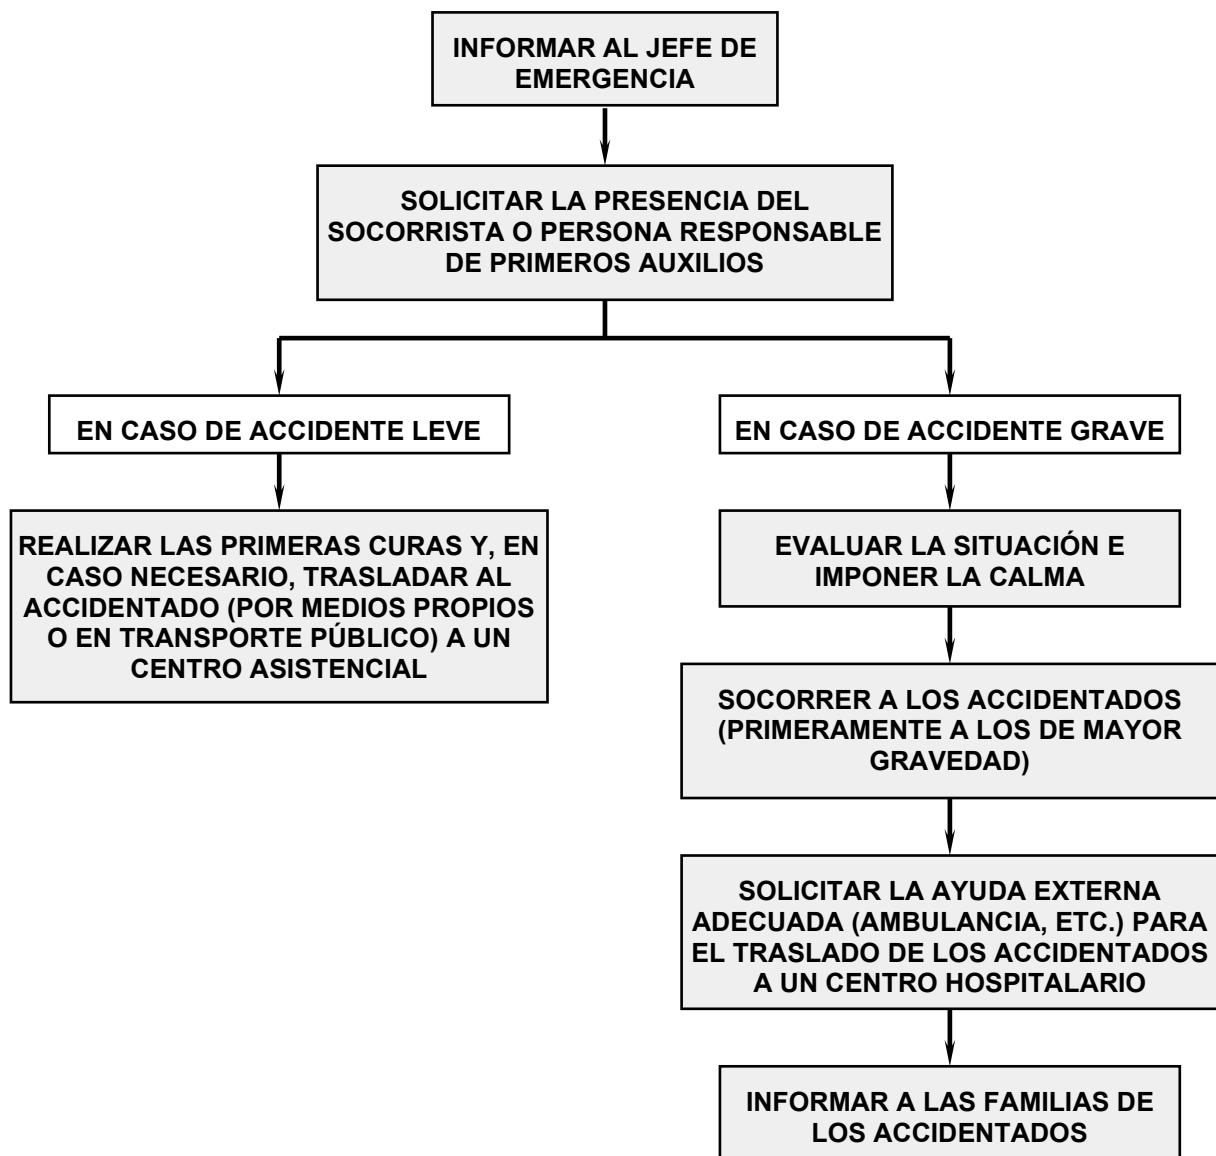 INFORMAR AL JEFE DE
EMERGENCIA
SOLICITAR LA PRESENCIA DEL
SOCORRISTA O PERSONA RESPONSABLE
DE PRIMEROS AUXILIOS
EN CASO DE ACCIDENTE LEVE
REALIZAR LAS PRIMERAS CURAS Y, EN
CASO NECESARIO, TRASLADAR AL
ACCIDENTADO (POR MEDIOS PROPIOS
O EN TRANSPORTE PÚBLICO) A UN
CENTRO ASISTENCIAL
EN CASO DE ACCIDENTE GRAVE
EVALUAR LA SITUACIÓN E
IMPONER LA CALMA
SOCORRER A LOS ACCIDENTADOS
(PRIMERAMENTE A LOS DE MAYOR
GRAVEDAD)
SOLICITAR LA AYUDA EXTERNA
ADECUADA (AMBULANCIA, ETC.) PARA
EL TRASLADO DE LOS ACCIDENTADOS
A UN CENTRO HOSPITALARIO
INFORMAR A LAS FAMILIAS DE
LOS ACCIDENTADOS